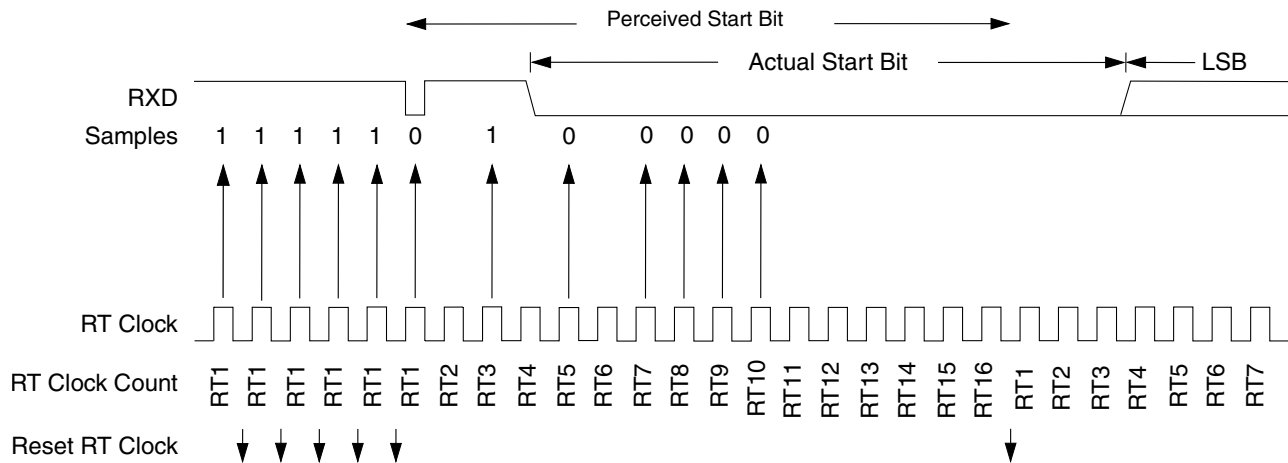 Perceived Start Bit
Actual Start Bit LSB
RXD
Samples 1 1 1 1 1 0 1 0 0 0 0 0
RT Clock
RT Clock Count RT1 RT1 RT1 RT1 RT1 RT1 RT2 RT3 RT4 RT5 RT6 RT7 RT8 RT9 RT10 RT11 RT12 RT13 RT14 RT15 RT16 RT1 RT2 RT3 RT4 RT5 RT6 RT7
Reset RT Clock